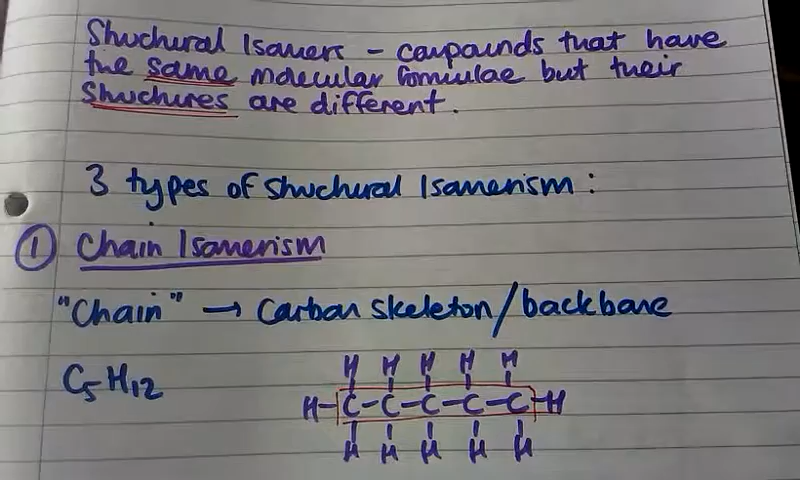 Structural Isomers – compounds that have
the same molecular formulae but their
structures are different.
3 types of structural Isomerism:
① Chain Isomerism
"Chain" → Carbon skeleton/backbone
C₅H₁₂
H H H H H
H–C–C–C–C–C–H
H H H H H